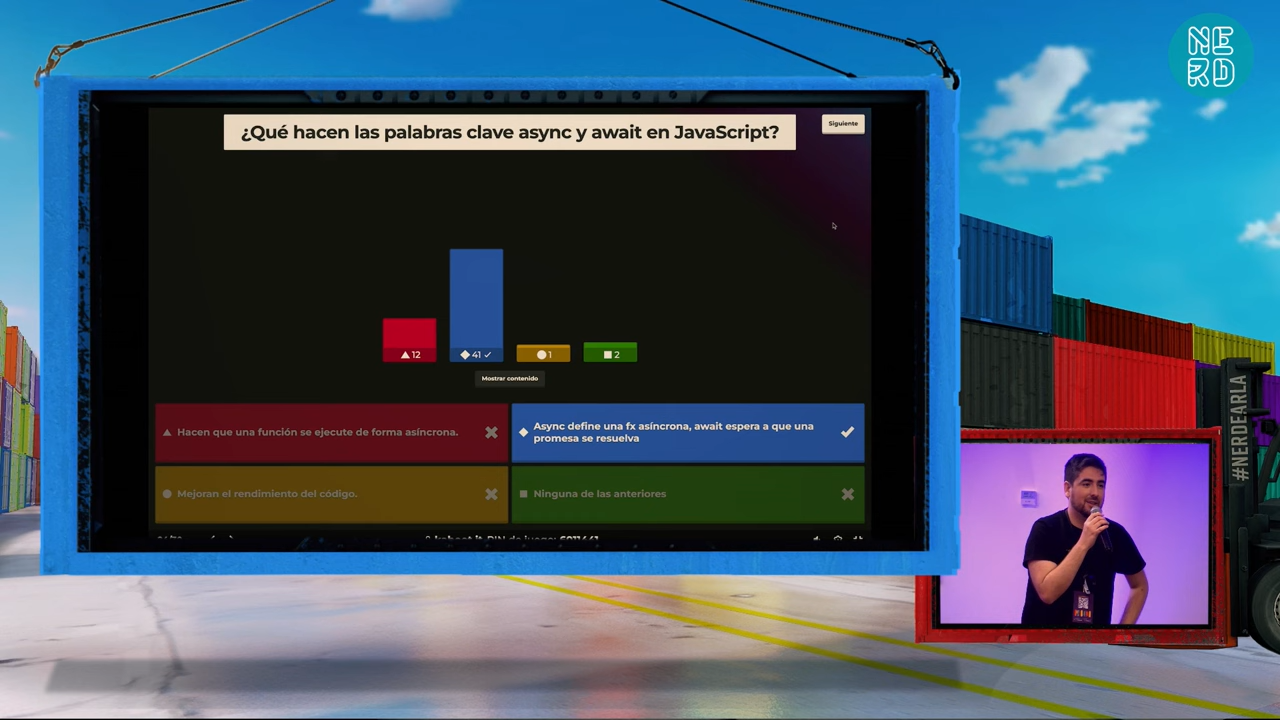 NE
RD
¿Qué hacen las palabras clave async y await en JavaScript?
Siguiente
12
41
1
2
Mostrar contenido
Hacen que una función se ejecute de forma asíncrona.
Async define una fx asíncrona, await espera a que una
promesa se resuelva
Mejoran el rendimiento del código.
Ninguna de las anteriores
#NERDEARLA